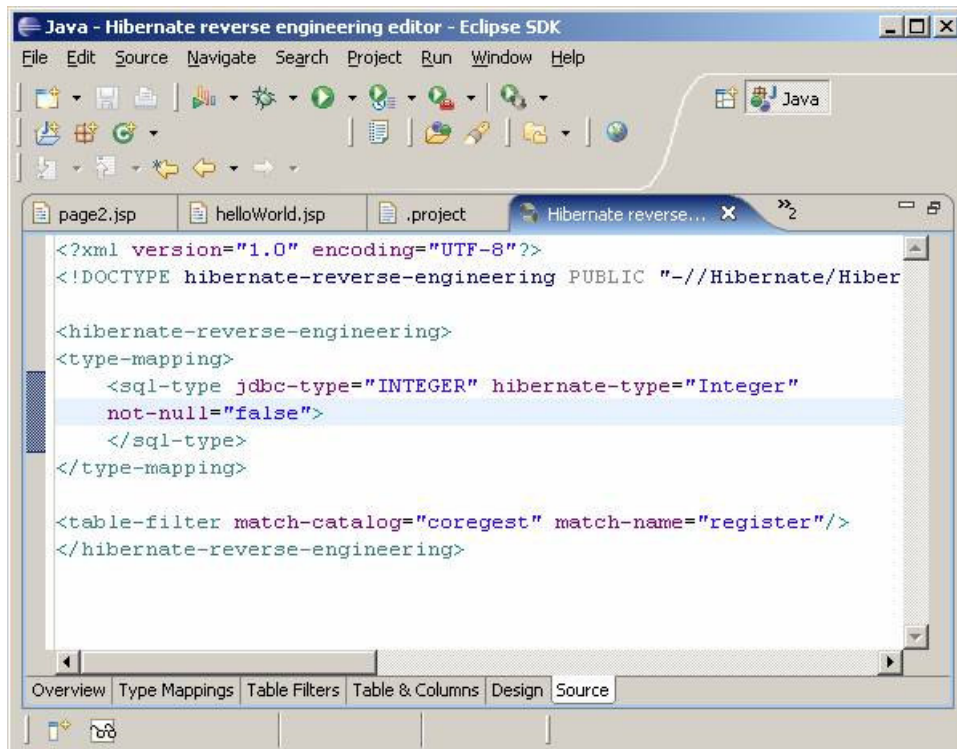 Java - Hibernate reverse engineering editor - Eclipse SDK
File Edit Source Navigate Search Project Run Window Help
Java
page2.jsp helloWorld.jsp .project Hibernate reverse... »2
<?xml version="1.0" encoding="UTF-8"?>
<!DOCTYPE hibernate-reverse-engineering PUBLIC "-//Hibernate/Hiber
<hibernate-reverse-engineering>
<type-mapping>
<sql-type jdbc-type="INTEGER" hibernate-type="Integer"
not-null="false">
</sql-type>
</type-mapping>
<table-filter match-catalog="coregest" match-name="register"/>
</hibernate-reverse-engineering>
Overview Type Mappings Table Filters Table & Columns Design Source